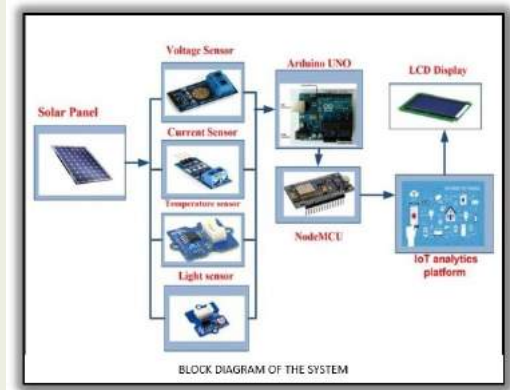 Voltage Sensor
Arduino UNO
LCD Display
Solar Panel
Current Sensor
Temperature sensor
NodeMCU
IoT analytics
platform
Light sensor
BLOCK DIAGRAM OF THE SYSTEM